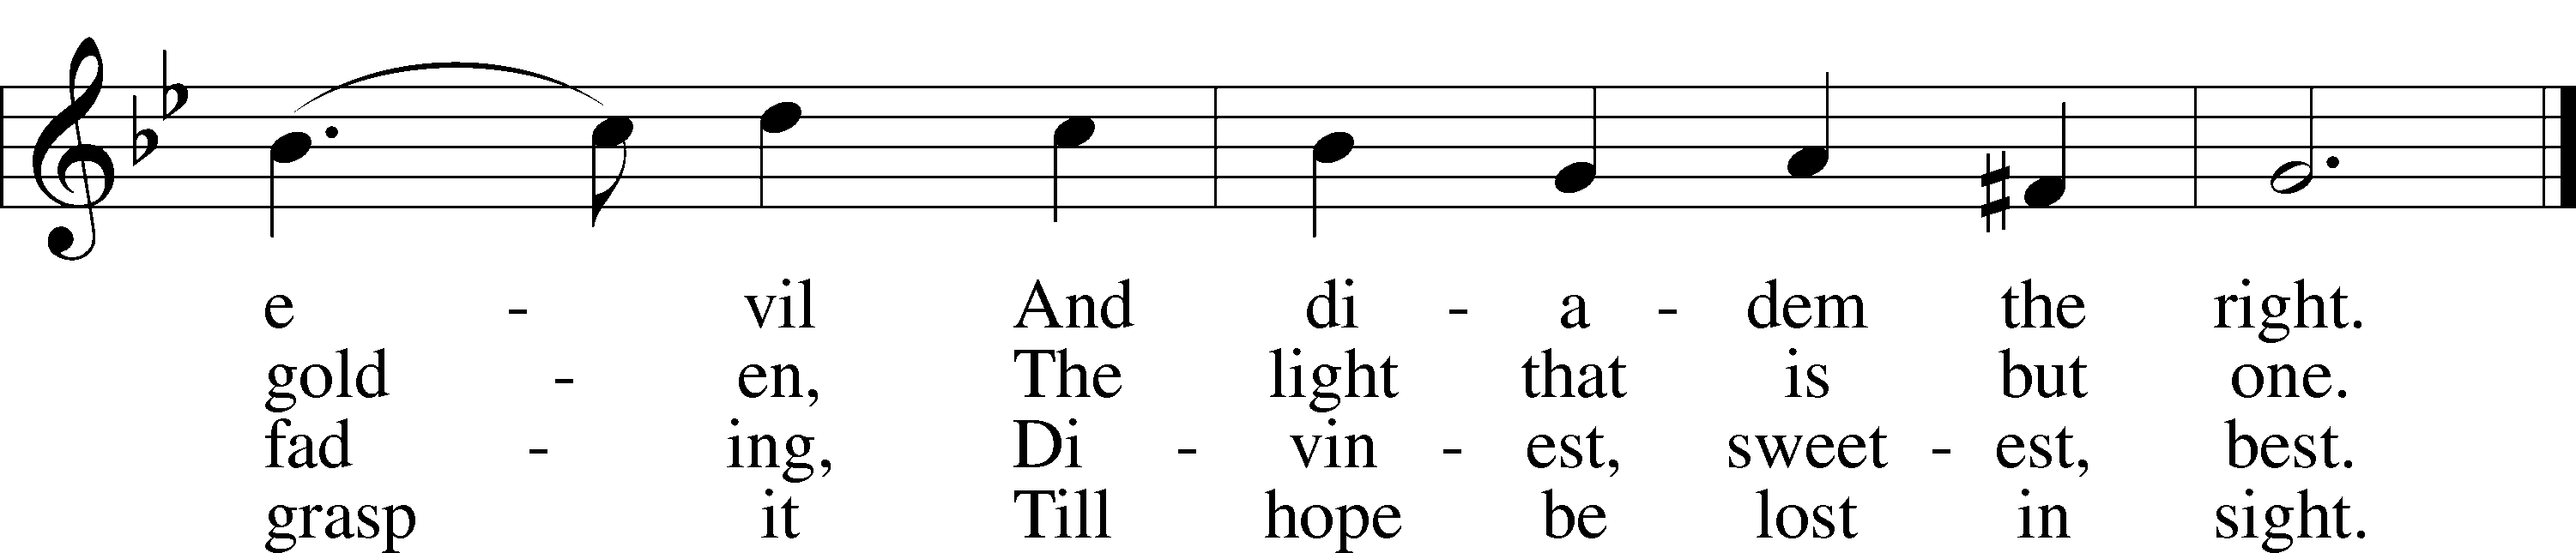 e - vil And di - a - dem the right.
gold - en, The light that is but one.
fad - ing, Di - vin - est, sweet - est, best.
grasp it Till hope be lost in sight.